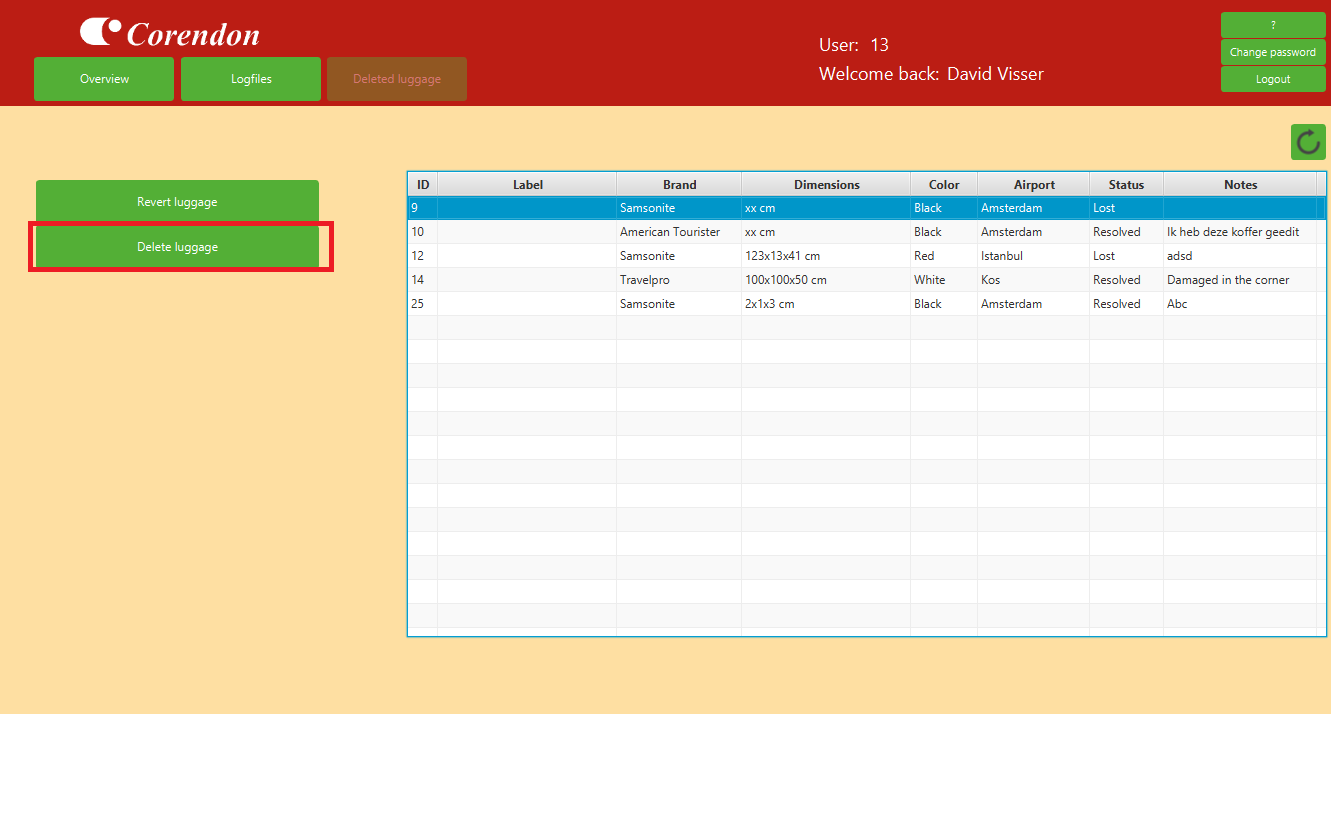 Corendon
Overview Logfiles Deleted luggage
User: 13
Welcome back: David Visser
?
Change password
Logout
Revert luggage
Delete luggage
ID Label Brand Dimensions Color Airport Status Notes
9 Samsonite xx cm Black Amsterdam Lost
10 American Tourister xx cm Black Amsterdam Resolved Ik heb deze koffer geedit
12 Samsonite 123x13x41 cm Red Istanbul Lost adsd
14 Travelpro 100x100x50 cm White Kos Resolved Damaged in the corner
25 Samsonite 2x1x3 cm Black Amsterdam Resolved Abc